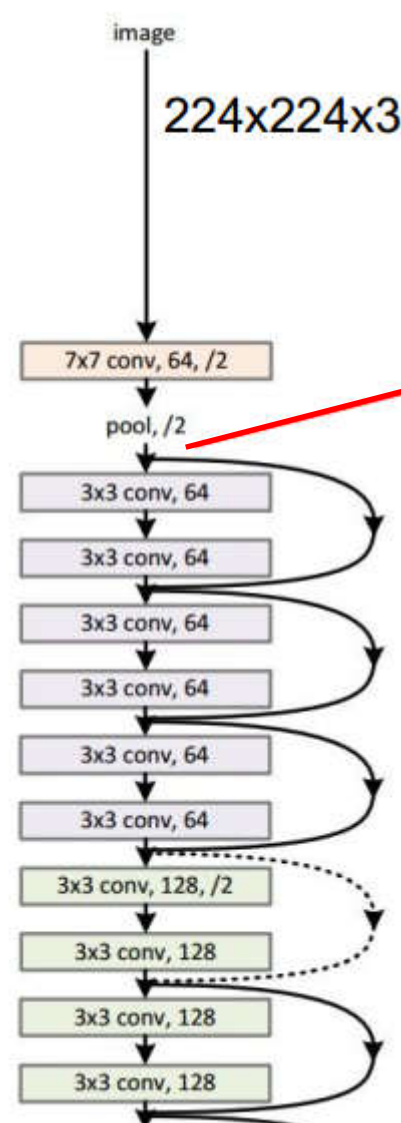 image
224x224x3
7x7 conv, 64, /2
pool, /2
3x3 conv, 64
3x3 conv, 64
3x3 conv, 64
3x3 conv, 64
3x3 conv, 64
3x3 conv, 64
3x3 conv, 128, /2
3x3 conv, 128
3x3 conv, 128
3x3 conv, 128